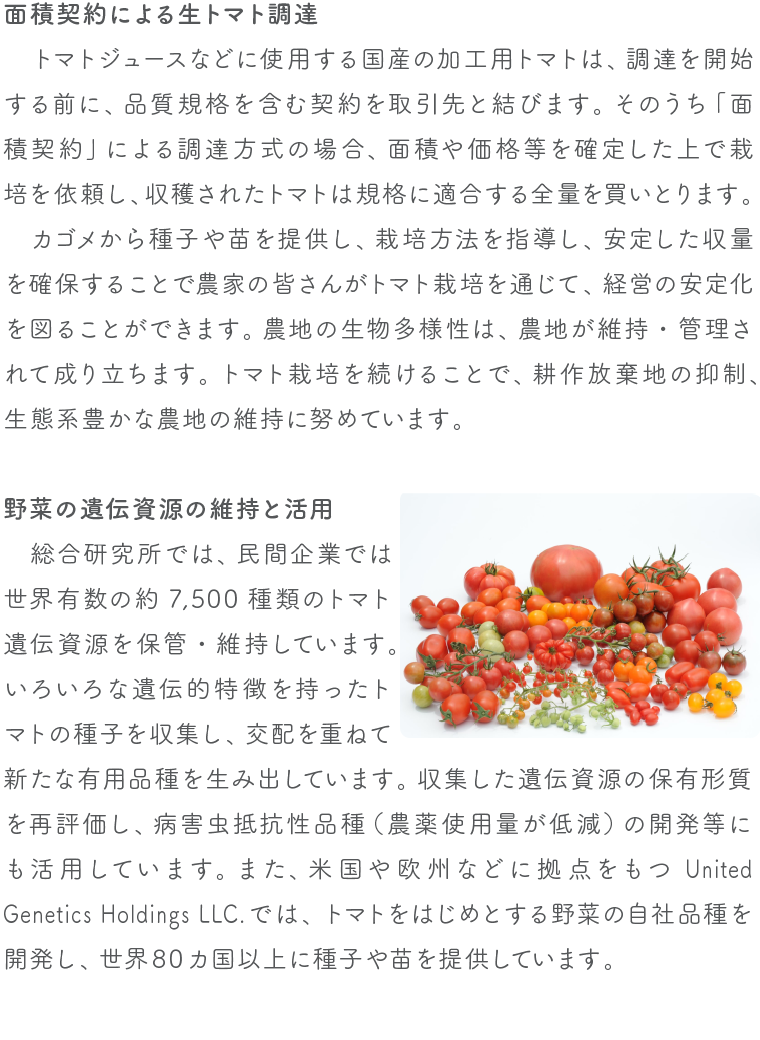 面積契約による生トマト調達
トマトジュースなどに使用する国産の加工用トマトは、調達を開始
する前に、品質規格を含む契約を取引先と結びます。そのうち「面
積契約」による調達方式の場合、面積や価格等を確定した上で栽
培を依頼し、収穫されたトマトは規格に適合する全量を買いとります。
カゴメから種子や苗を提供し、栽培方法を指導し、安定した収量
を確保することで農家の皆さんがトマト栽培を通じて、経営の安定化
を図ることができます。農地の生物多様性は、農地が維持・管理さ
れて成り立ちます。トマト栽培を続けることで、耕作放棄地の抑制、
生態系豊かな農地の維持に努めています。
野菜の遺伝資源の維持と活用
総合研究所では、民間企業では
世界有数の約 7,500 種類のトマト
遺伝資源を保管・維持しています。
いろいろな遺伝的特徴を持ったト
マトの種子を収集し、交配を重ねて
新たな有用品種を生み出しています。収集した遺伝資源の保有形質
を再評価し、病害虫抵抗性品種（農薬使用量が低減）の開発等に
も活用しています。また、米国や欧州などに拠点をもつ United
Genetics Holdings LLC. では、トマトをはじめとする野菜の自社品種を
開発し、世界80カ国以上に種子や苗を提供しています。